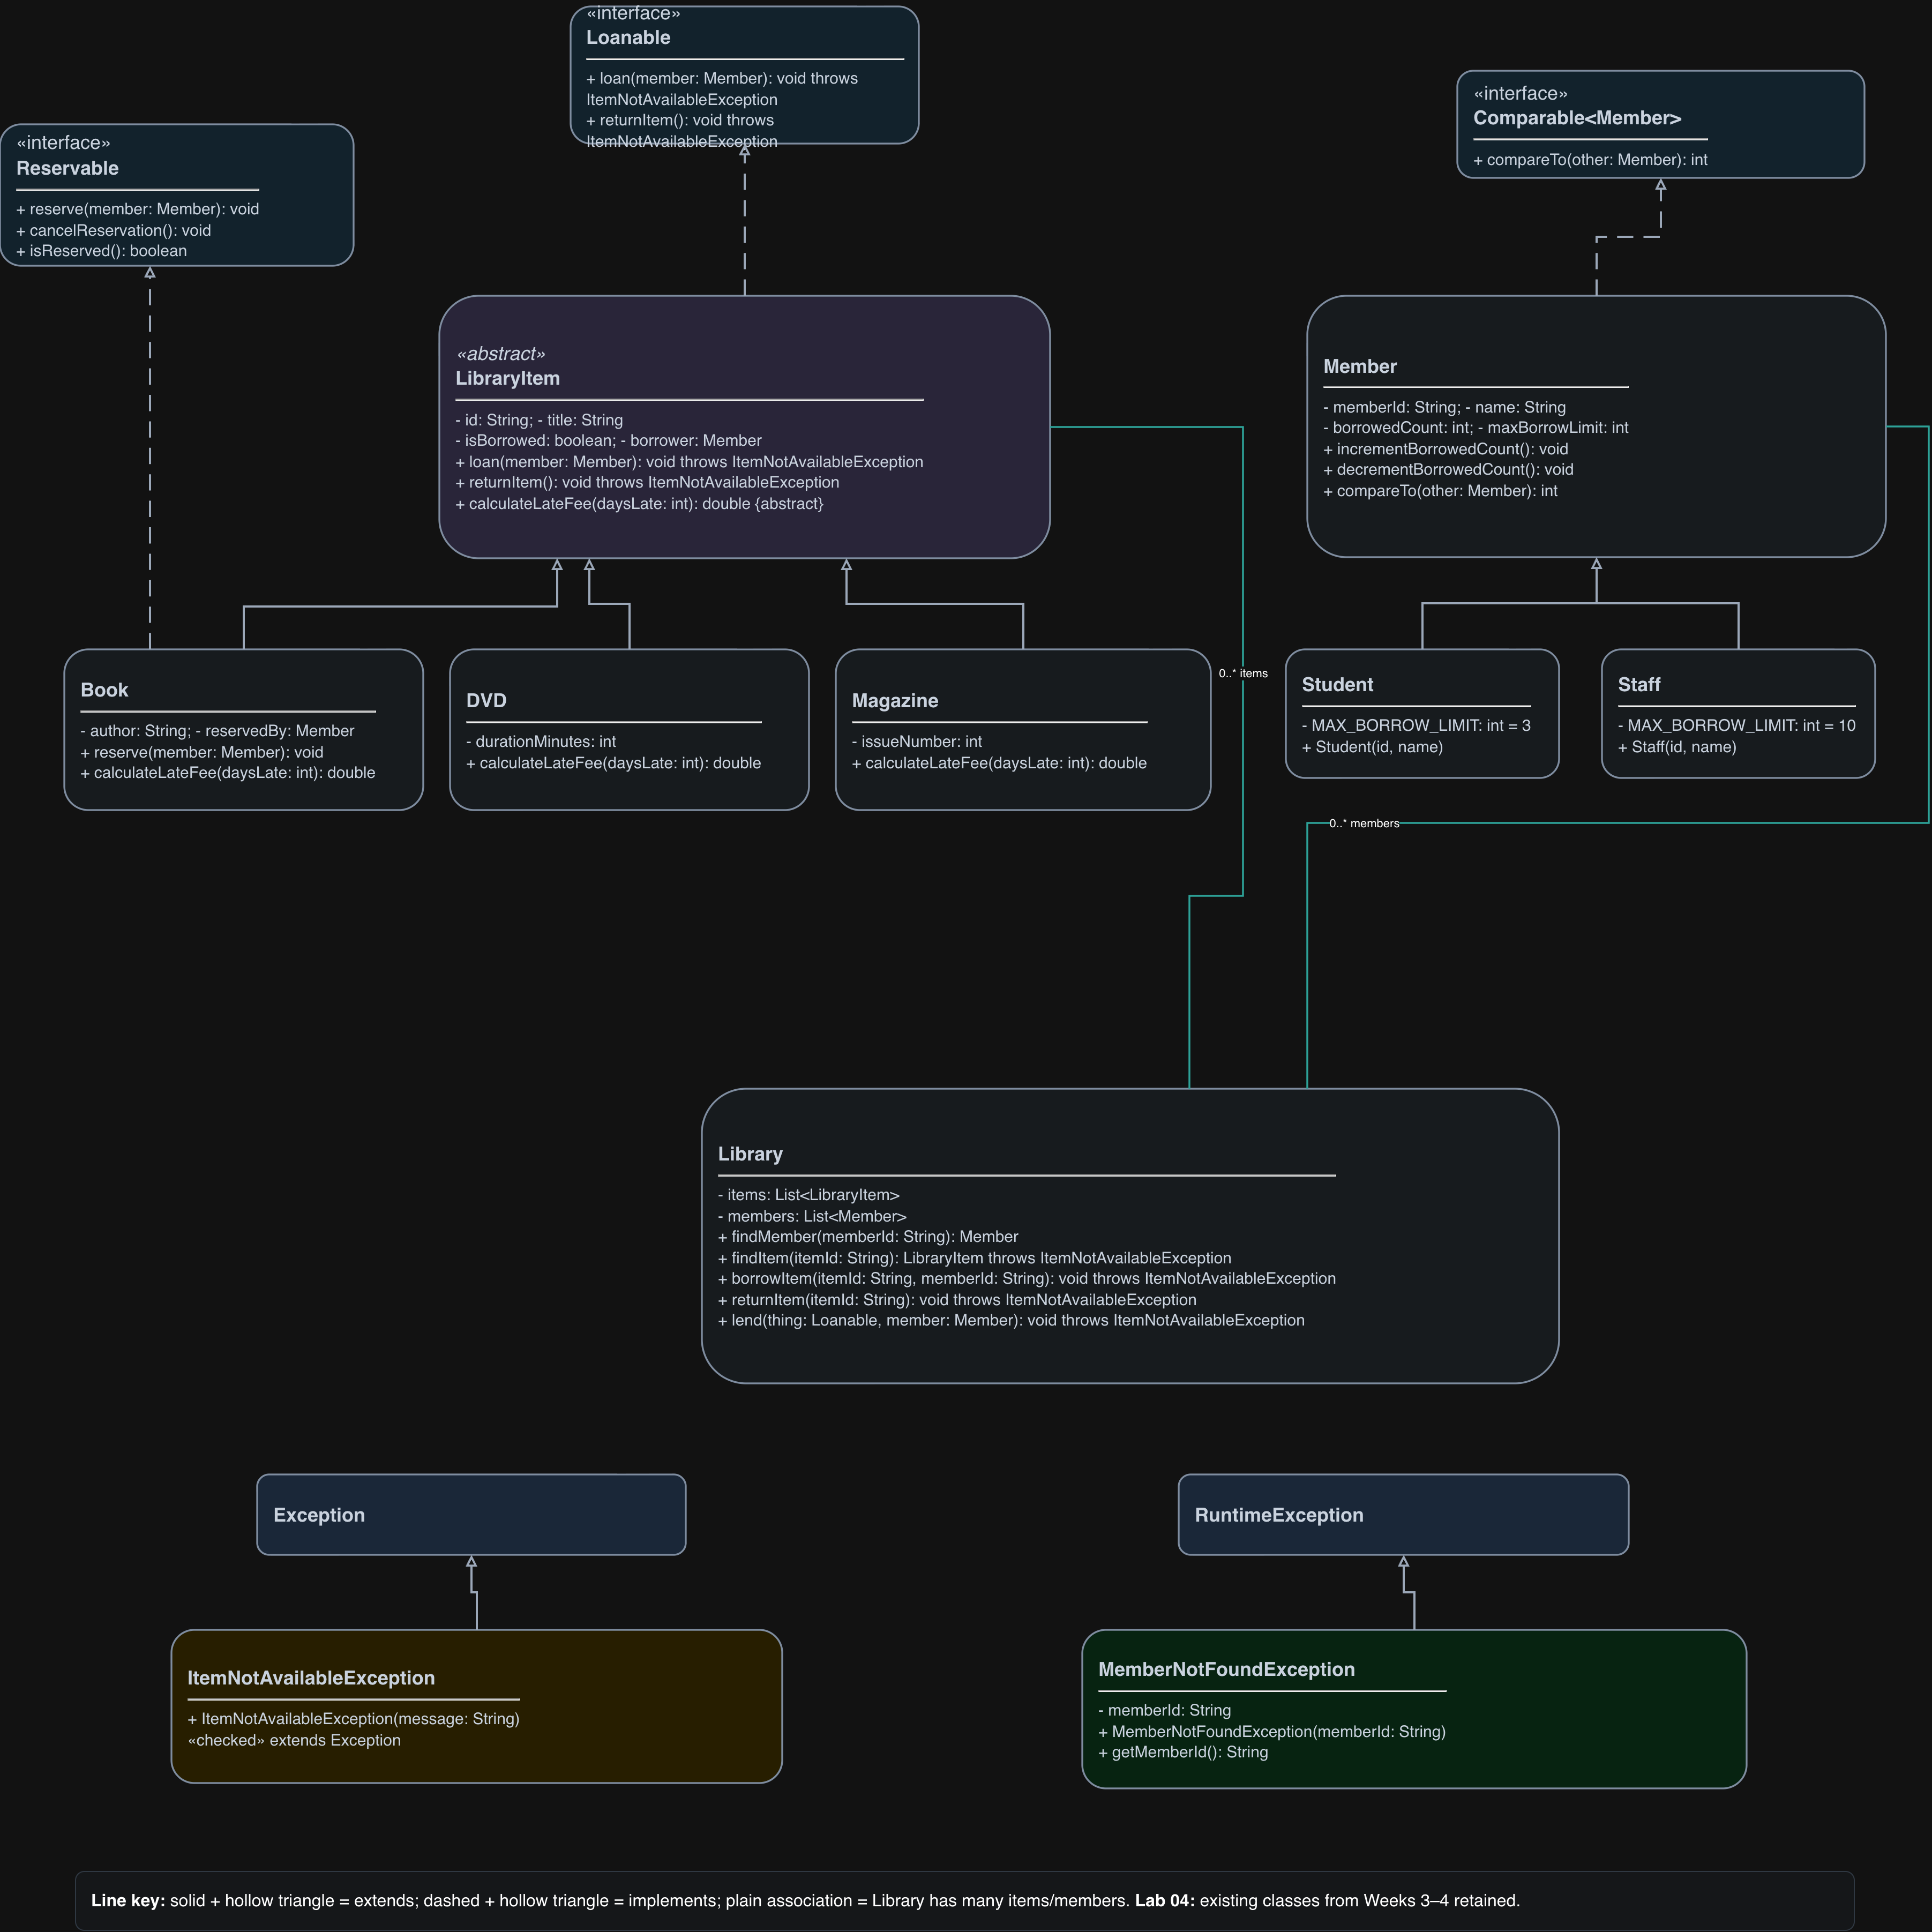 «interface»
Loanable
+ loan(member: Member): void throws
ItemNotAvailableException
+ returnItem(): void throws
ItemNotAvailableException
«interface»
Comparable<Member>
+ compareTo(other: Member): int
«interface»
Reservable
+ reserve(member: Member): void
+ cancelReservation(): void
+ isReserved(): boolean
«abstract»
LibraryItem
- id: String; - title: String
- isBorrowed: boolean; - borrower: Member
+ loan(member: Member): void throws ItemNotAvailableException
+ returnItem(): void throws ItemNotAvailableException
+ calculateLateFee(daysLate: int): double {abstract}
Member
- memberId: String; - name: String
- borrowedCount: int; - maxBorrowLimit: int
+ incrementBorrowedCount(): void
+ decrementBorrowedCount(): void
+ compareTo(other: Member): int
Book
- author: String; - reservedBy: Member
+ reserve(member: Member): void
+ calculateLateFee(daysLate: int): double
DVD
- durationMinutes: int
+ calculateLateFee(daysLate: int): double
Magazine
- issueNumber: int
+ calculateLateFee(daysLate: int): double
0..* items
Student
- MAX_BORROW_LIMIT: int = 3
+ Student(id, name)
Staff
- MAX_BORROW_LIMIT: int = 10
+ Staff(id, name)
0..* members
Library
- items: List<LibraryItem>
- members: List<Member>
+ findMember(memberId: String): Member
+ findItem(itemId: String): LibraryItem throws ItemNotAvailableException
+ borrowItem(itemId: String, memberId: String): void throws ItemNotAvailableException
+ returnItem(itemId: String): void throws ItemNotAvailableException
+ lend(thing: Loanable, member: Member): void throws ItemNotAvailableException
Exception
RuntimeException
ItemNotAvailableException
+ ItemNotAvailableException(message: String)
«checked» extends Exception
MemberNotFoundException
- memberId: String
+ MemberNotFoundException(memberId: String)
+ getMemberId(): String
Line key: solid + hollow triangle = extends; dashed + hollow triangle = implements; plain association = Library has many items/members. Lab 04: existing classes from Weeks 3–4 retained.